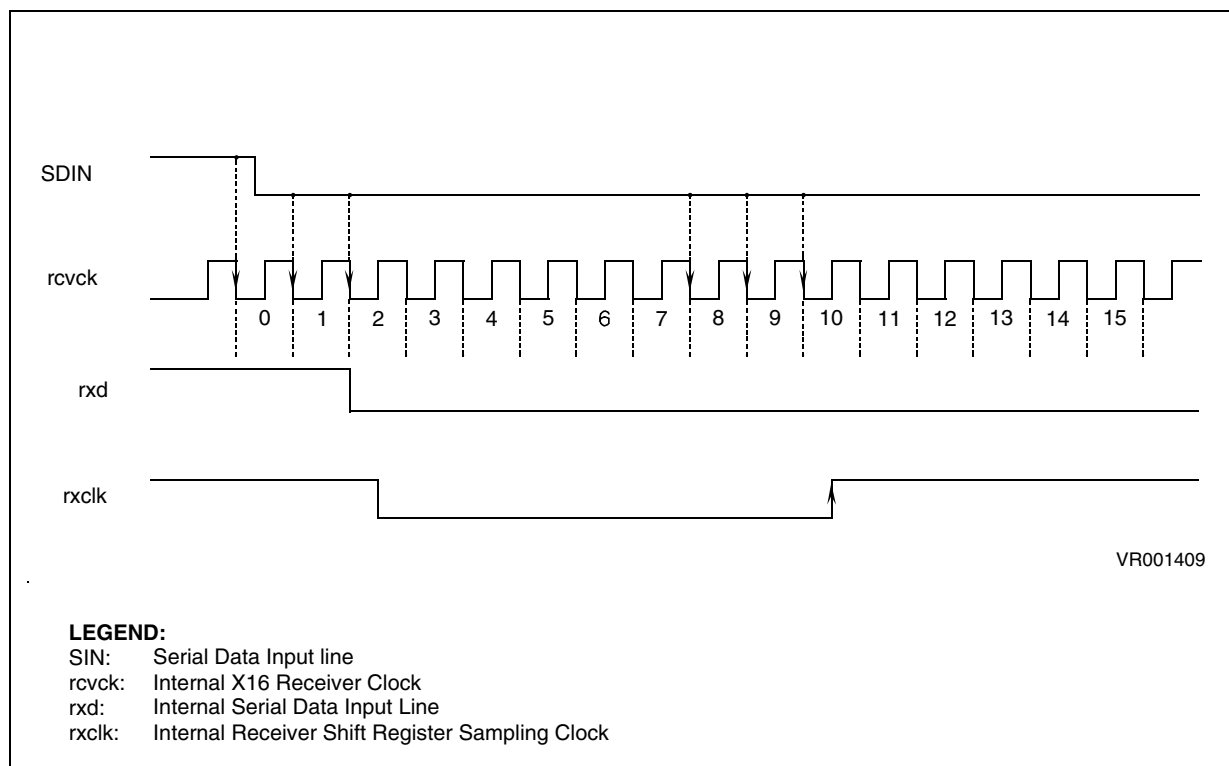 SDIN
rcvck
0 1 2 3 4 5 6 7 8 9 10 11 12 13 14 15
rxd
rxclk
VR001409
LEGEND:
SIN: Serial Data Input line
rcvck: Internal X16 Receiver Clock
rxd: Internal Serial Data Input Line
rxclk: Internal Receiver Shift Register Sampling Clock